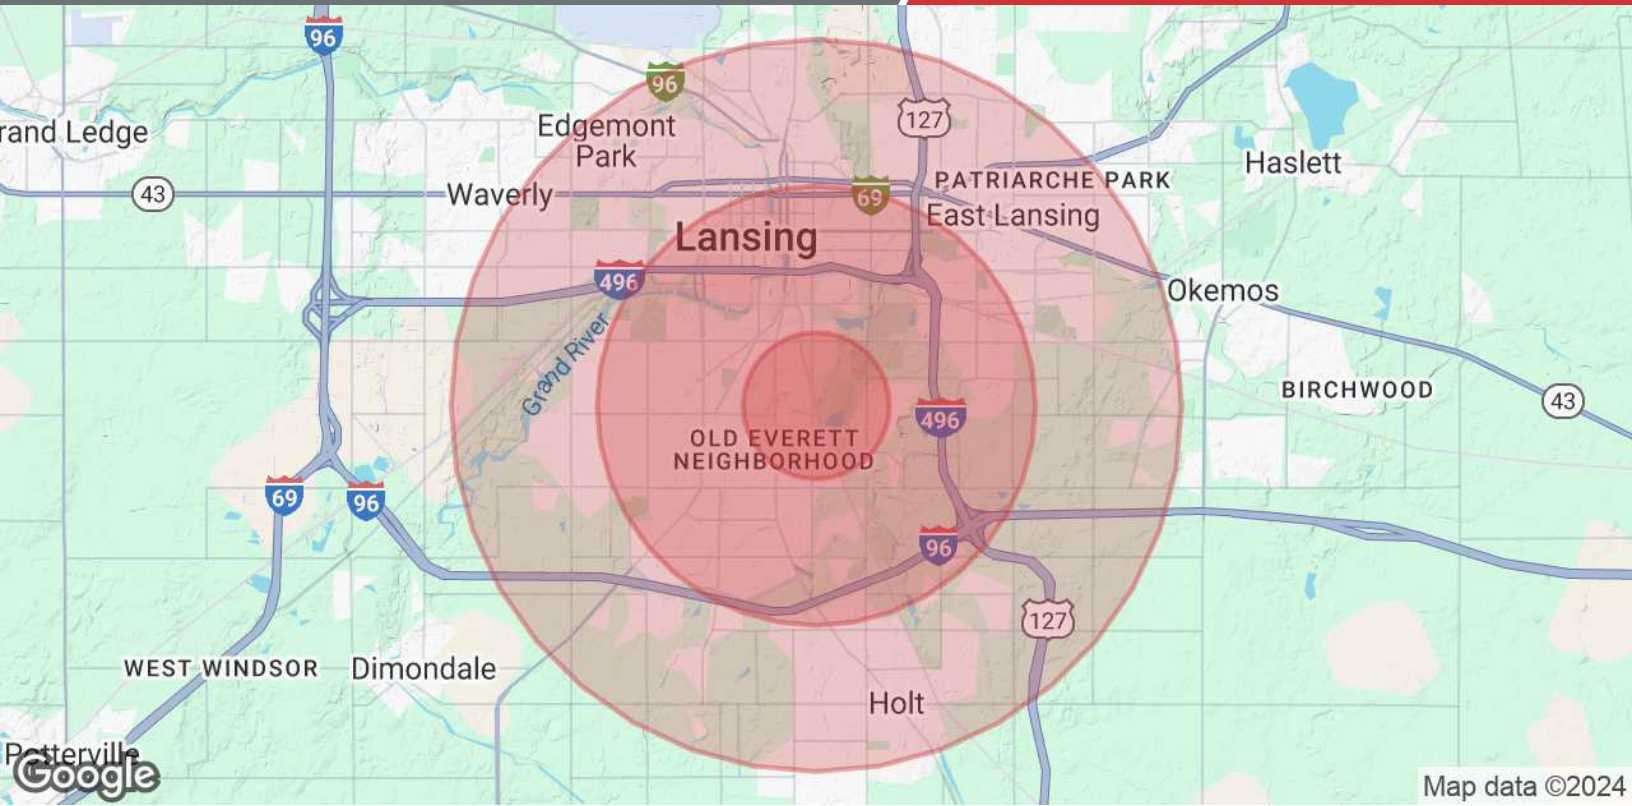 96
96
127
Edgemont
Park
rand Ledge
Haslett
PATRIARCHE PARK
43
Waverly
69
East Lansing
Lansing
496
Okemos
Grand River
BIRCHWOOD
43
496
OLD EVERETT
NEIGHBORHOOD
69
96
96
127
WEST WINDSOR
Dimondale
Holt
Potterville
Google
Map data ©2024